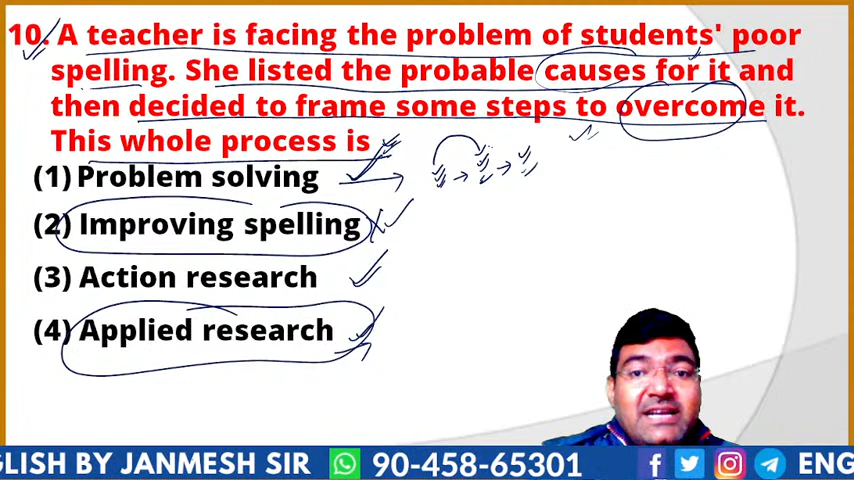 10. A teacher is facing the problem of students' poor
spelling. She listed the probable causes for it and
then decided to frame some steps to overcome it.
This whole process is
(1) Problem solving
(2) Improving spelling
(3) Action research
(4) Applied research
GLISH BY JANMESH SIR 90-458-65301 ENG